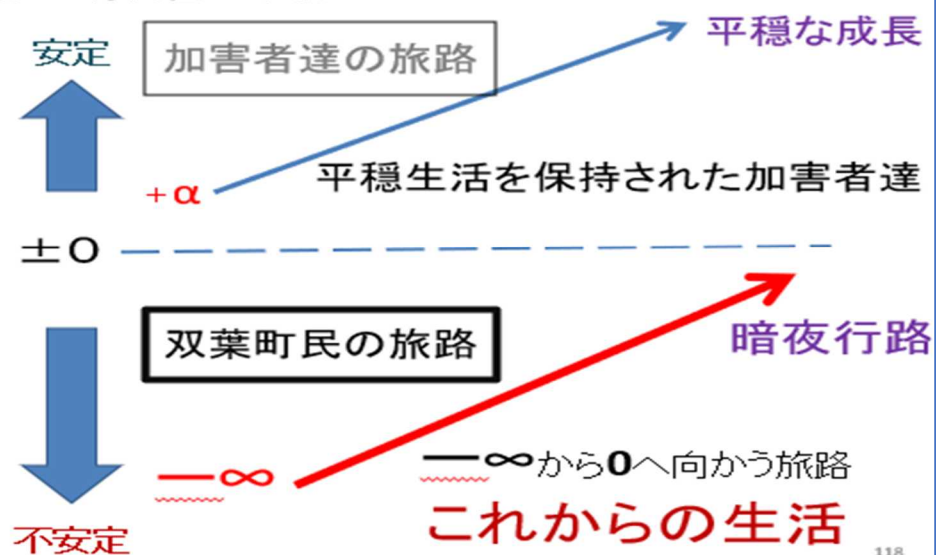 安定
加害者達の旅路
平穏な成長
+α
平穏生活を保持された加害者達
±0
双葉町民の旅路
暗夜行路
—∞
—∞から0へ向かう旅路
これからの生活
不安定
118